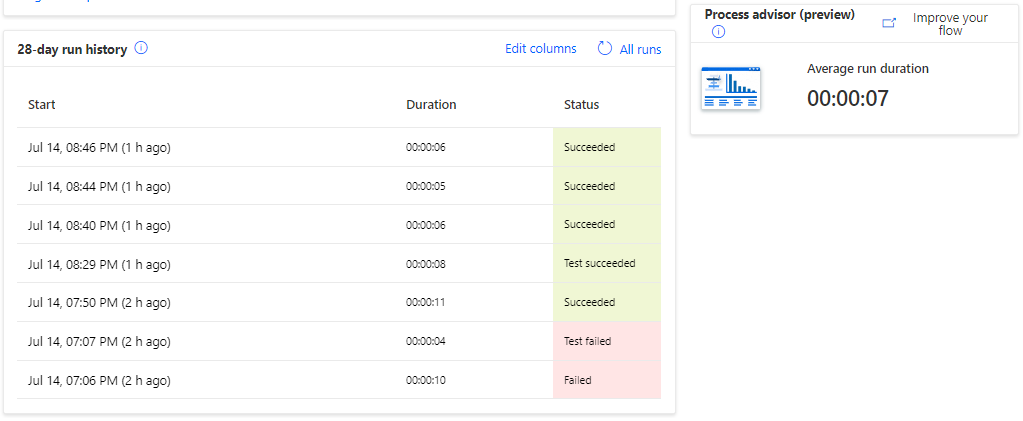 28-day run history
Edit columns
All runs
Start Duration Status
Jul 14, 08:46 PM (1 h ago) 00:00:06 Succeeded
Jul 14, 08:44 PM (1 h ago) 00:00:05 Succeeded
Jul 14, 08:40 PM (1 h ago) 00:00:06 Succeeded
Jul 14, 08:29 PM (1 h ago) 00:00:08 Test succeeded
Jul 14, 07:50 PM (2 h ago) 00:00:11 Succeeded
Jul 14, 07:07 PM (2 h ago) 00:00:04 Test failed
Jul 14, 07:06 PM (2 h ago) 00:00:10 Failed
Process advisor (preview)
Improve your
flow
Average run duration
00:00:07